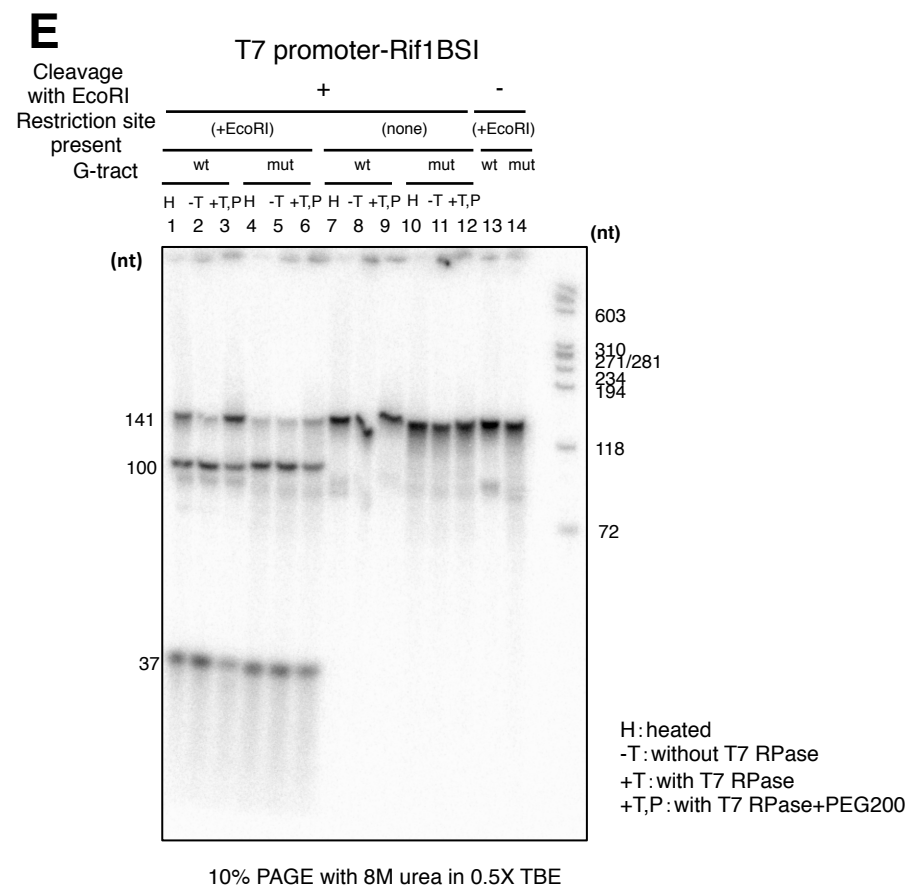 E
T7 promoter-Rif1BSI
Cleavage
with EcoRI
+ -
Restriction site
present
(+EcoRI) (none) (+EcoRI)
G-tract
wt mut wt mut wt mut
H -T +T,P H -T +T,P H -T +T,P H -T +T,P
1 2 3 4 5 6 7 8 9 10 11 12 13 14
(nt)
(nt)
603
310
271/281
234
194
141
118
100
72
37
H:heated
-T:without T7 RPase
+T:with T7 RPase
+T,P:with T7 RPase+PEG200
10% PAGE with 8M urea in 0.5X TBE